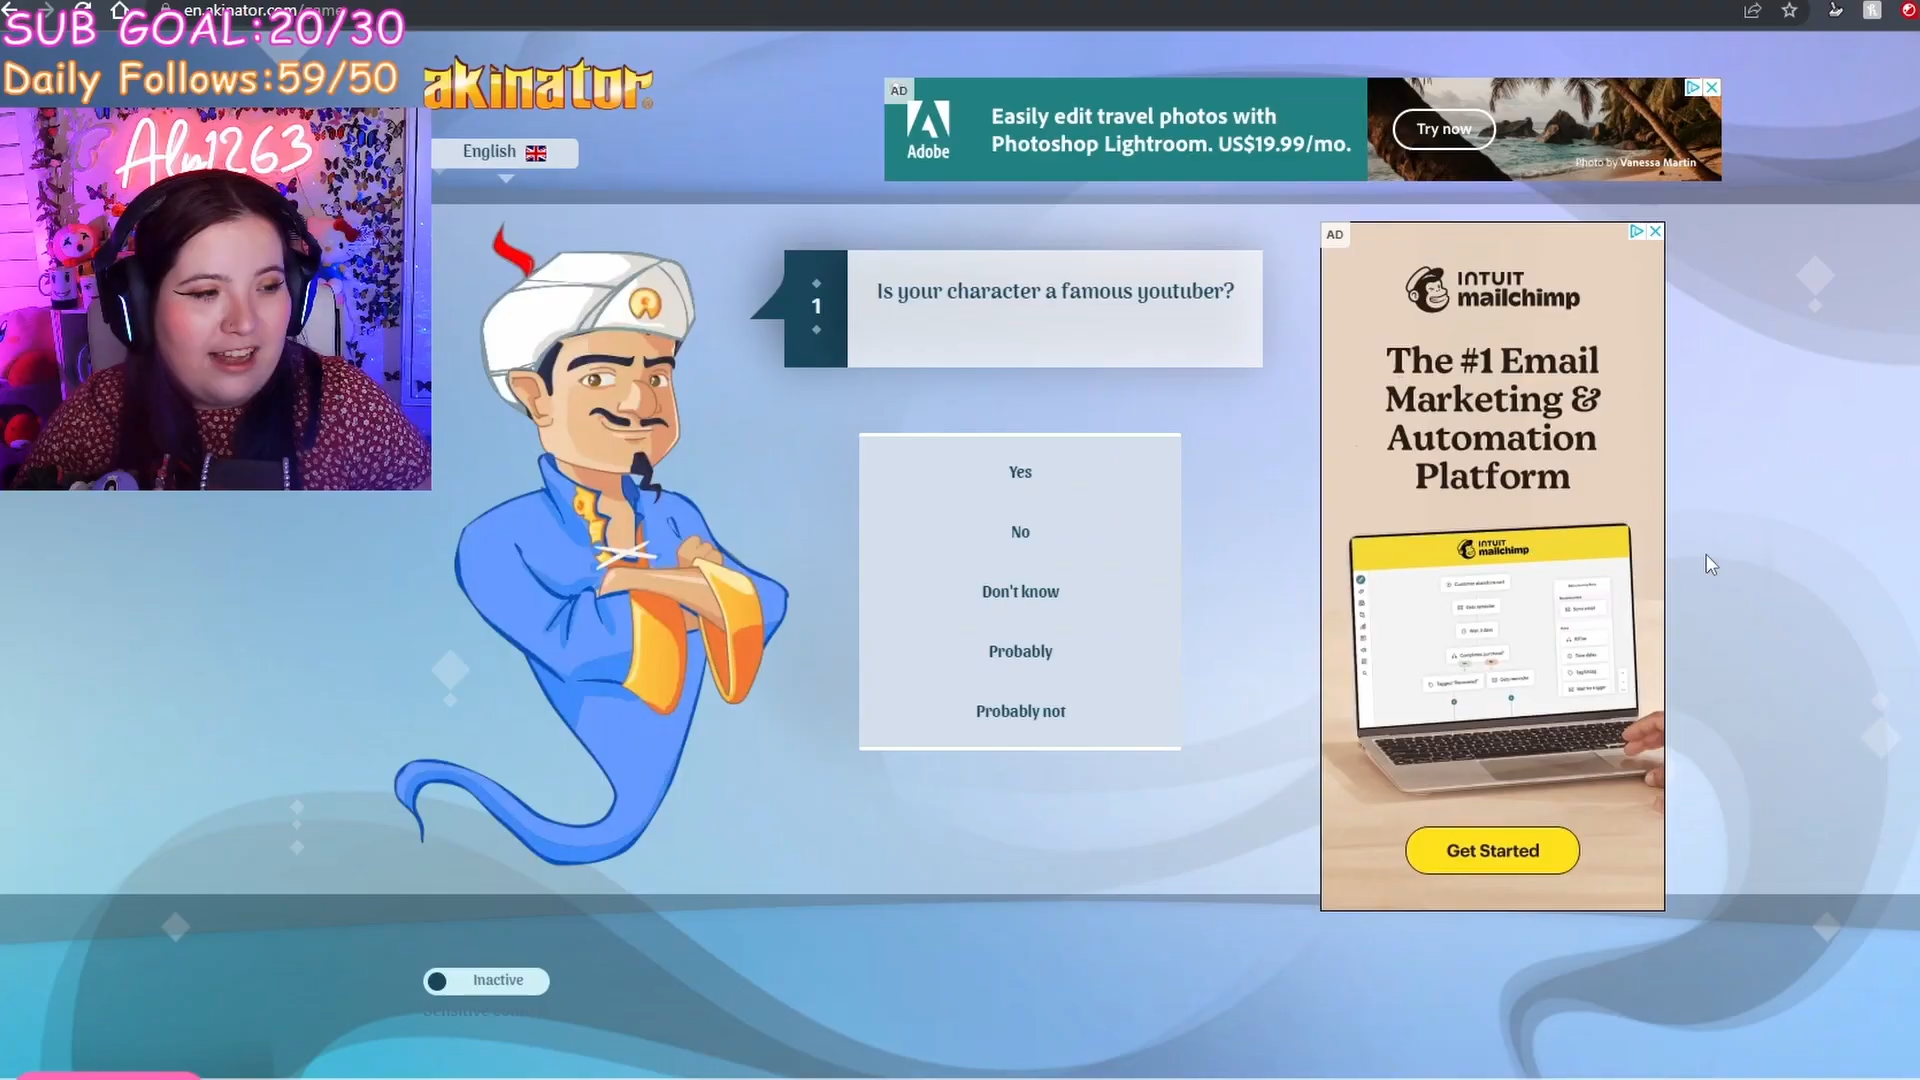 en.akinator.com/game
SUB GOAL:20/30
Daily Follows:59/50
Aly1263
akinator
English
AD
Adobe
Easily edit travel photos with
Photoshop Lightroom. US$19.99/mo.
Try now
Photo by Vanessa Martin
1
Is your character a famous youtuber?
Yes
No
Don't know
Probably
Probably not
AD
INTUIT
mailchimp
The #1 Email
Marketing &
Automation
Platform
INTUIT
mailchimp
Get Started
Inactive